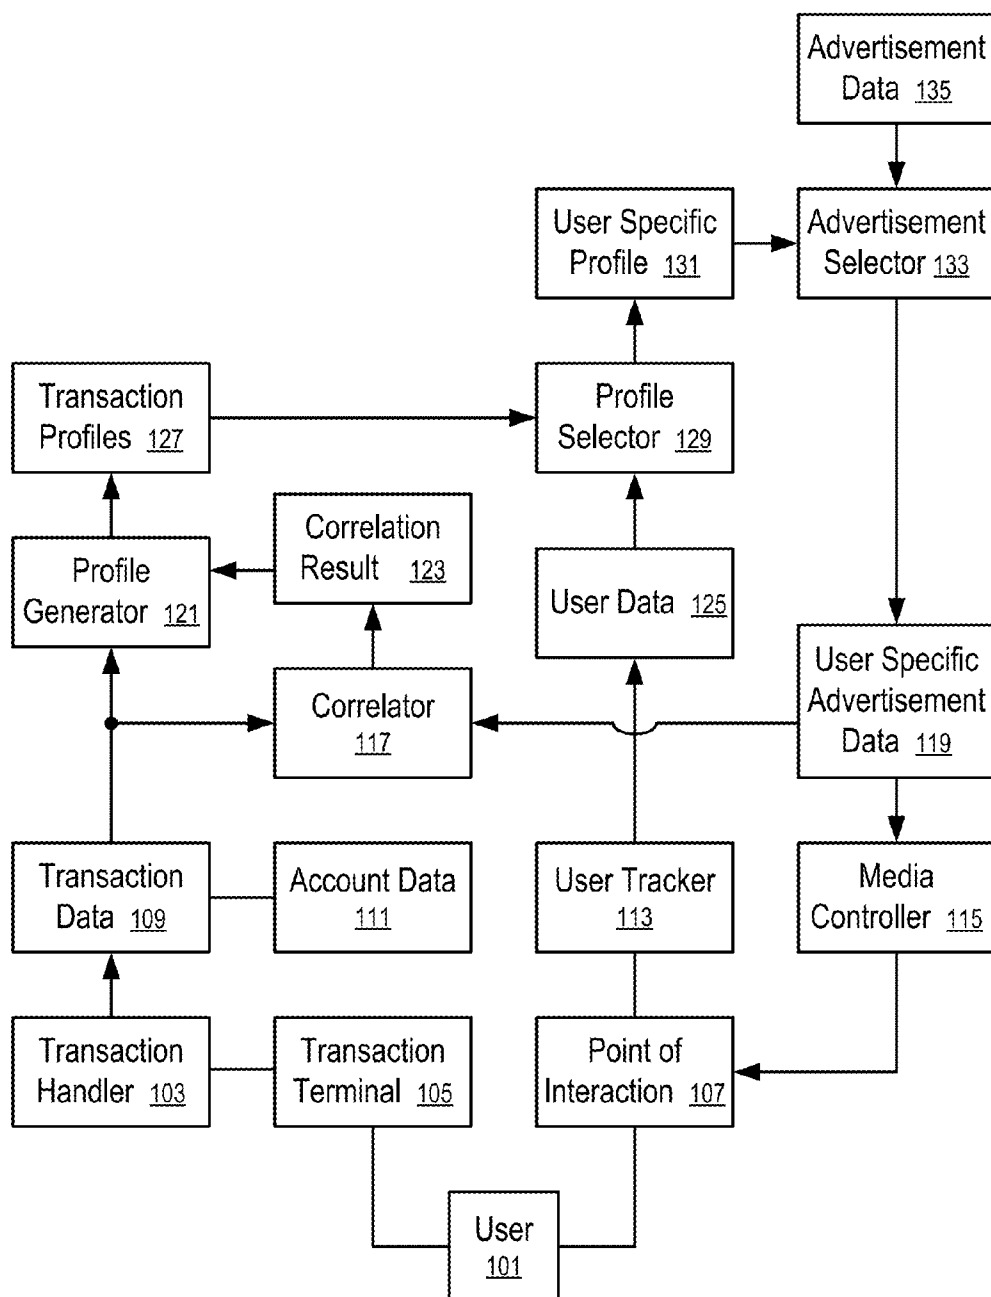 Advertisement
Data 135
User Specific
Profile 131
Advertisement
Selector 133
Transaction
Profiles 127
Profile
Selector 129
Correlation
Result 123
Profile
Generator 121
User Data 125
User Specific
Advertisement
Data 119
Correlator
117
Transaction
Data 109
Account Data
111
User Tracker
113
Media
Controller 115
Transaction
Handler 103
Transaction
Terminal 105
Point of
Interaction 107
User
101